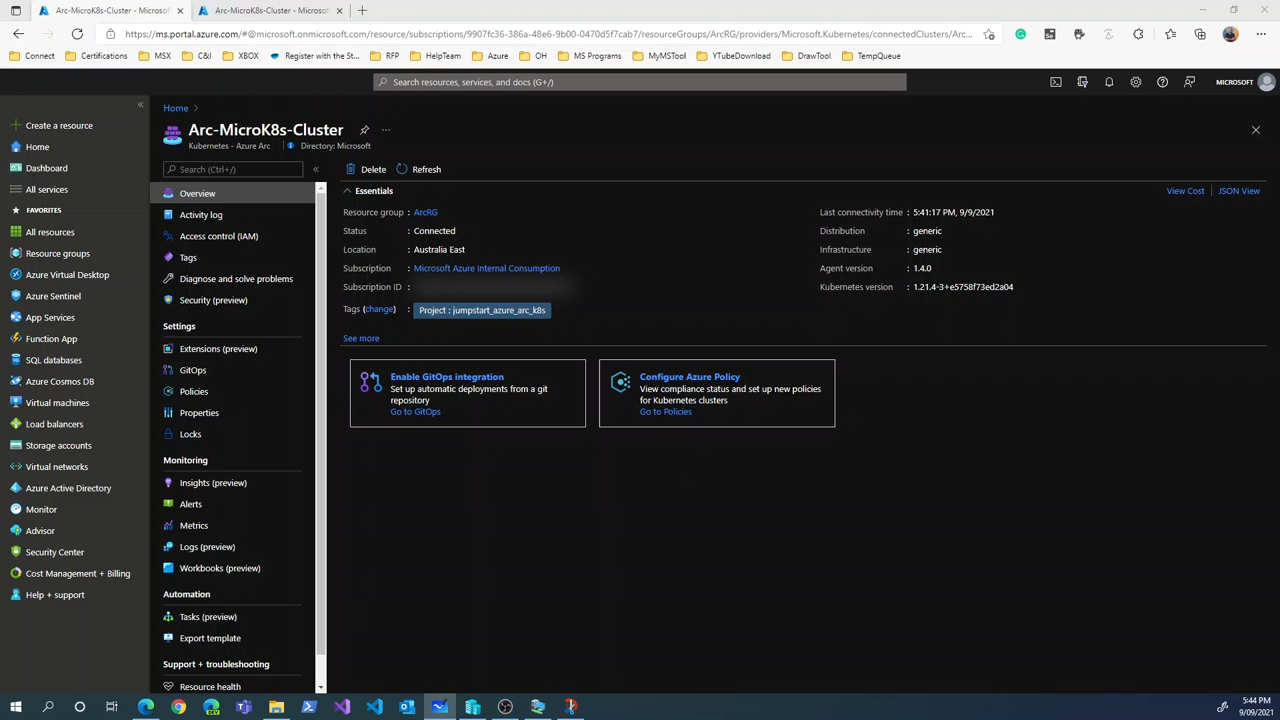 Arc-MicroK8s-Cluster - Microsoft
Arc-MicroK8s-Cluster - Microsoft
https://ms.portal.azure.com/#@microsoft.onmicrosoft.com/resource/subscriptions/9907fc36-386a-48e6-9b00-0470d5f7cab7/resourceGroups/ArcRG/providers/Microsoft.Kubernetes/connectedClusters/Arc...
Connect
Certifications
MSX
C&I
XBOX
Register with the St...
RFP
HelpTeam
Azure
OH
MS Programs
MyMSTool
YTubeDownload
DrawTool
TempQueue
Search resources, services, and docs (G+/)
MICROSOFT
Create a resource
Home
Dashboard
All services
FAVORITES
All resources
Resource groups
Azure Virtual Desktop
Azure Sentinel
App Services
Function App
SQL databases
Azure Cosmos DB
Virtual machines
Load balancers
Storage accounts
Virtual networks
Azure Active Directory
Monitor
Advisor
Security Center
Cost Management + Billing
Help + support
Home >
Arc-MicroK8s-Cluster ...
Kubernetes - Azure Arc
Directory: Microsoft
Search (Ctrl+/)
Overview
Activity log
Access control (IAM)
Tags
Diagnose and solve problems
Security (preview)
Settings
Extensions (preview)
GitOps
Policies
Properties
Locks
Monitoring
Insights (preview)
Alerts
Metrics
Logs (preview)
Workbooks (preview)
Automation
Tasks (preview)
Export template
Support + troubleshooting
Resource health
Delete
Refresh
Essentials
View Cost
JSON View
Resource group : ArcRG
Status : Connected
Location : Australia East
Subscription : Microsoft Azure Internal Consumption
Subscription ID :
Tags (change) : Project : jumpstart_azure_arc_k8s
Last connectivity time : 5:41:17 PM, 9/9/2021
Distribution : generic
Infrastructure : generic
Agent version : 1.4.0
Kubernetes version : 1.21.4-3+e5758f73ed2a04
See more
Enable GitOps integration
Set up automatic deployments from a git
repository
Go to GitOps
Configure Azure Policy
View compliance status and set up new policies
for Kubernetes clusters
Go to Policies
DEV
5:44 PM
9/09/2021